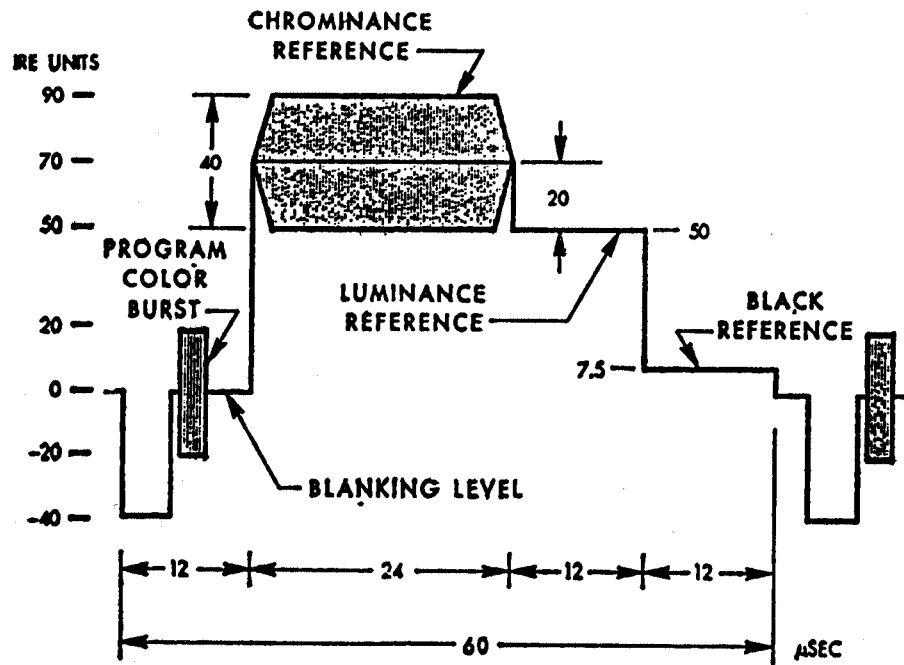 CHROMINANCE
REFERENCE
IRE UNITS
90
70
40
50
20
50
PROGRAM
COLOR
BURST
LUMINANCE
REFERENCE
BLACK
REFERENCE
20
7.5
0
-20
-40
BLANKING LEVEL
12
24
12
12
60
μSEC